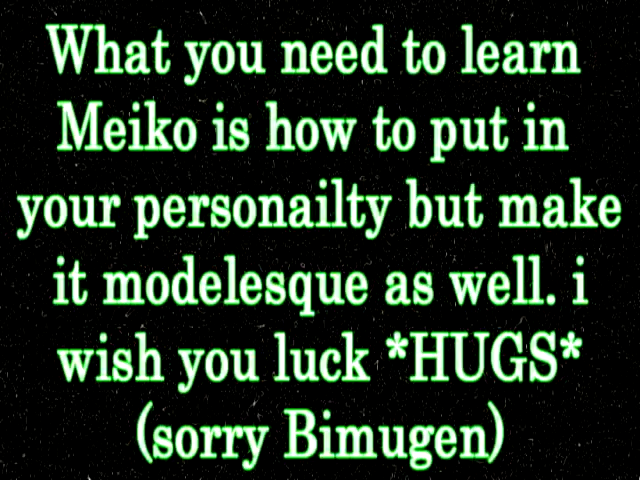 What you need to learn
Meiko is how to put in
your personailty but make
it modelesque as well. i
wish you luck *HUGS*
(sorry Bimugen)